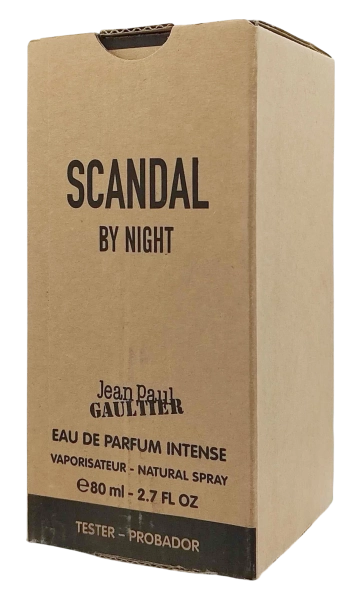 SCANDAL
BY NIGHT
Jean Paul
GAULTIER
EAU DE PARFUM INTENSE
VAPORISATEUR - NATURAL SPRAY
℮80 ml - 2.7 FL OZ
TESTER - PROBADOR